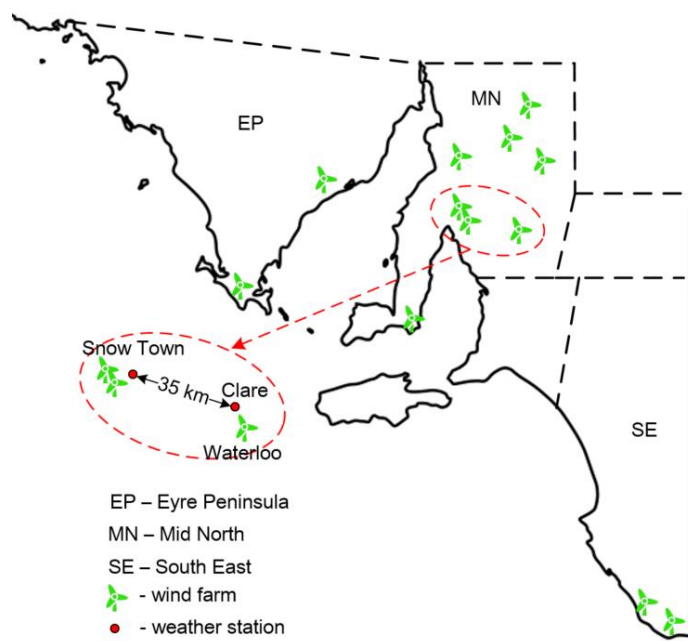 MN
EP
Snow Town
35 km
Clare
Waterloo
SE
EP – Eyre Peninsula
MN – Mid North
SE – South East
- wind farm
- weather station